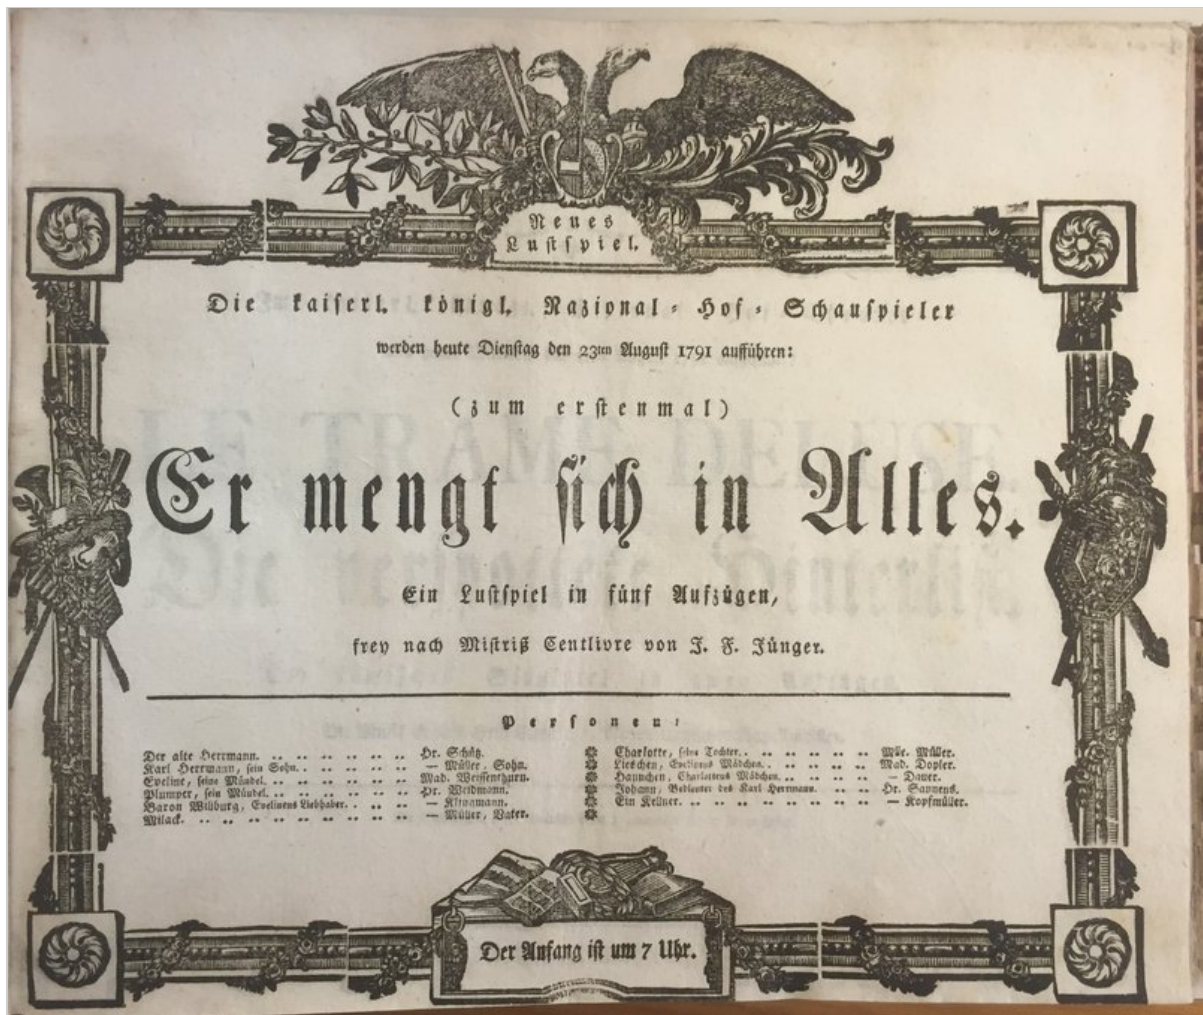 Neues
Lustspiel.
Die kaiserl. königl. Nazional-Hof-Schauspieler
werden heute Dienstag den 23ten August 1791 aufführen:
(zum erstenmal)
Er mengt sich in Alles.
Ein Lustspiel in fünf Aufzügen,
frey nach Mistriß Centlivre von J. F. Jünger.
Personen:
Der alte Herrmann. .. .. .. .. .. .. .. Hr. Schütz.
Karl Herrmann, sein Sohn. .. .. .. .. .. — Müller, Sohn.
Eveline, seine Mündel. .. .. .. .. .. .. Mad. Weissenthurn.
Plumper, sein Mündel. .. .. .. .. .. .. Hr. Weidmann.
Baron Wilburg, Evelinens Liebhaber. .. .. .. — Klingmann.
Milack. .. .. .. .. .. .. .. .. .. — Müller, Vater.
Charlotte, seine Tochter. .. .. .. .. .. .. Mlle. Müller.
Lieschen, Evelinens Mädchen. .. .. .. .. .. Mad. Dopler.
Hannchen, Charlottens Mädchen. .. .. .. .. — Dauer.
Johann, Bedienter des Karl Herrmann. .. .. Hr. Sannens.
Ein Kellner. .. .. .. .. .. .. .. .. — Kopfmüller.
Der Anfang ist um 7 Uhr.